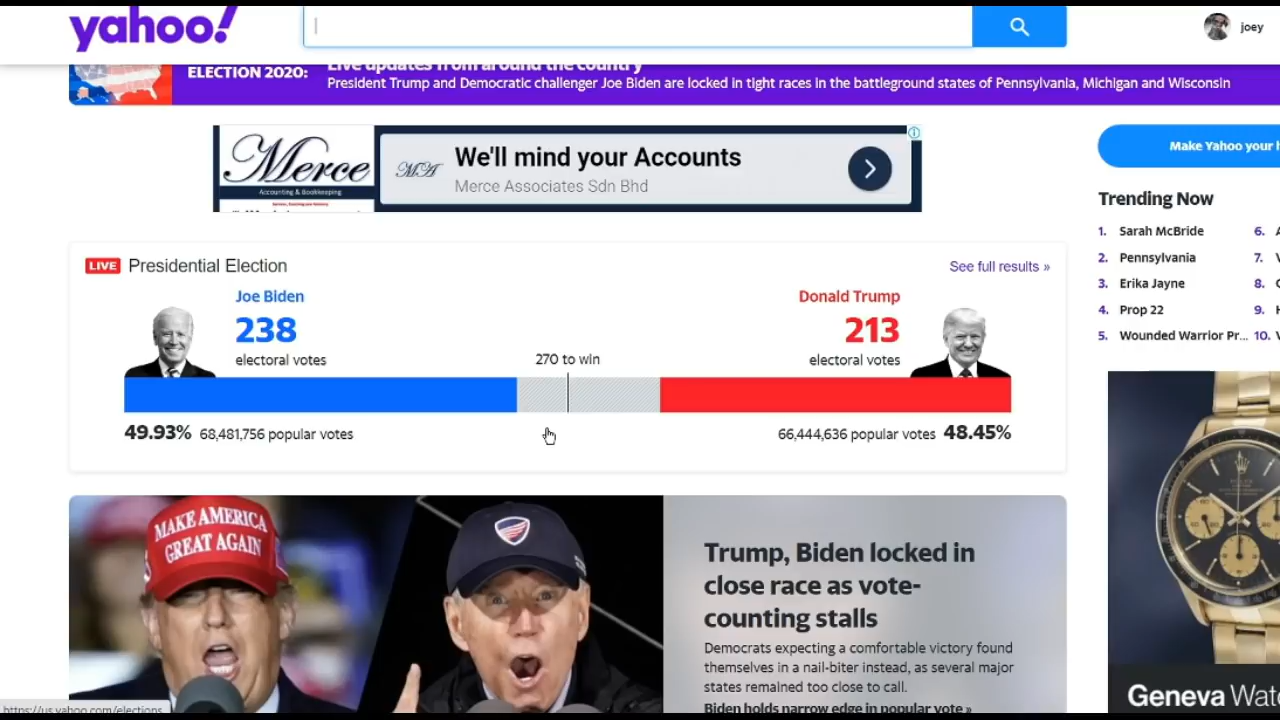 yahoo!
joey
Live updates from around the country
ELECTION 2020:
President Trump and Democratic challenger Joe Biden are locked in tight races in the battleground states of Pennsylvania, Michigan and Wisconsin
Merce
Accounting & Bookkeeping
MA
We'll mind your Accounts
Merce Associates Sdn Bhd
Make Yahoo your
Trending Now
1. Sarah McBride
6.
2. Pennsylvania
7.
3. Erika Jayne
8.
4. Prop 22
9.
5. Wounded Warrior Pr...
10.
LIVE Presidential Election
See full results »
Joe Biden
238
electoral votes
270 to win
Donald Trump
213
electoral votes
49.93% 68,481,756 popular votes
66,444,636 popular votes 48.45%
MAKE AMERICA
GREAT AGAIN
Trump, Biden locked in
close race as vote-
counting stalls
Democrats expecting a comfortable victory found
themselves in a nail-biter instead, as several major
states remained too close to call.
Biden holds narrow edge in popular vote »
Geneva
https://us.yahoo.com/elections